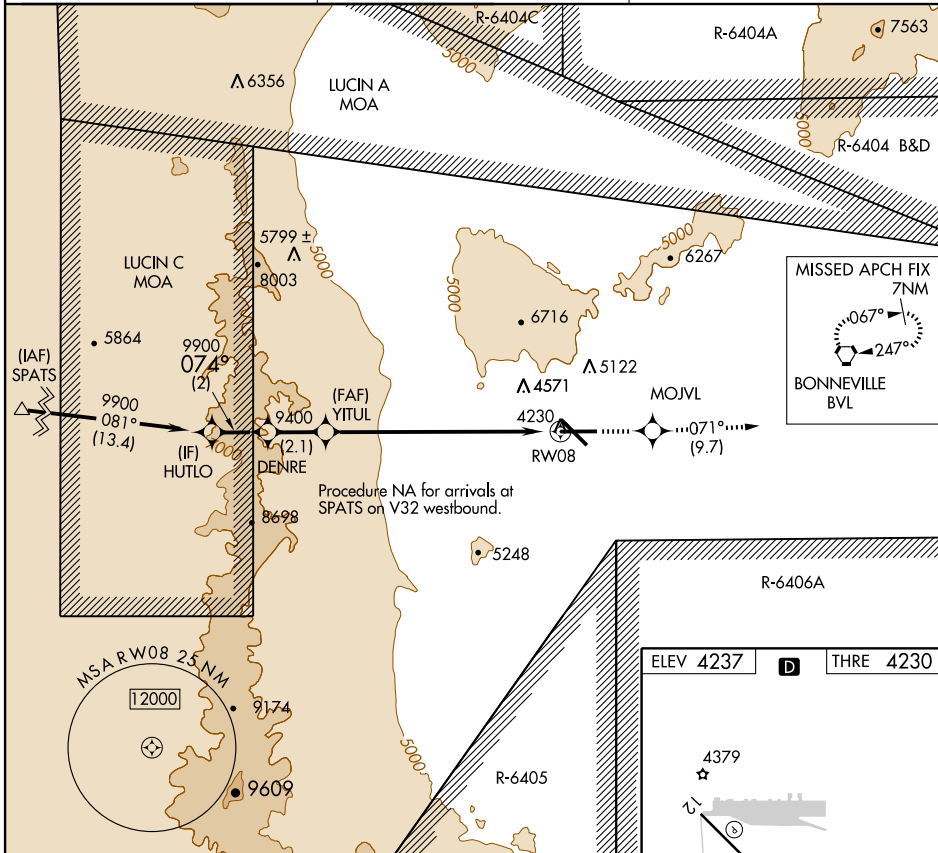 R-6404C
R-6404A
7563
6356
LUCIN A
MOA
5000
5000
R-6404 B&D
5799 ±
8003
5000
LUCIN C
MOA
5000
6267
5000
6716
MISSED APCH FIX
7NM
067°
247°
BONNEVILLE
BVL
5864
9900
074°
(2)
(IAF)
SPATS
9900
081°
(13.4)
(IF)
HUTLO
9400
(2.1)
DENRE
(FAF)
YITUL
5122
4571
4230
RW08
MOJVL
071°
(9.7)
Procedure NA for arrivals at
SPATS on V32 westbound.
8698
5248
R-6406A
MSA RW08 25 NM
12000
9174
9609
5000
R-6405
ELEV 4237
D
THRE 4230
4379
12
P